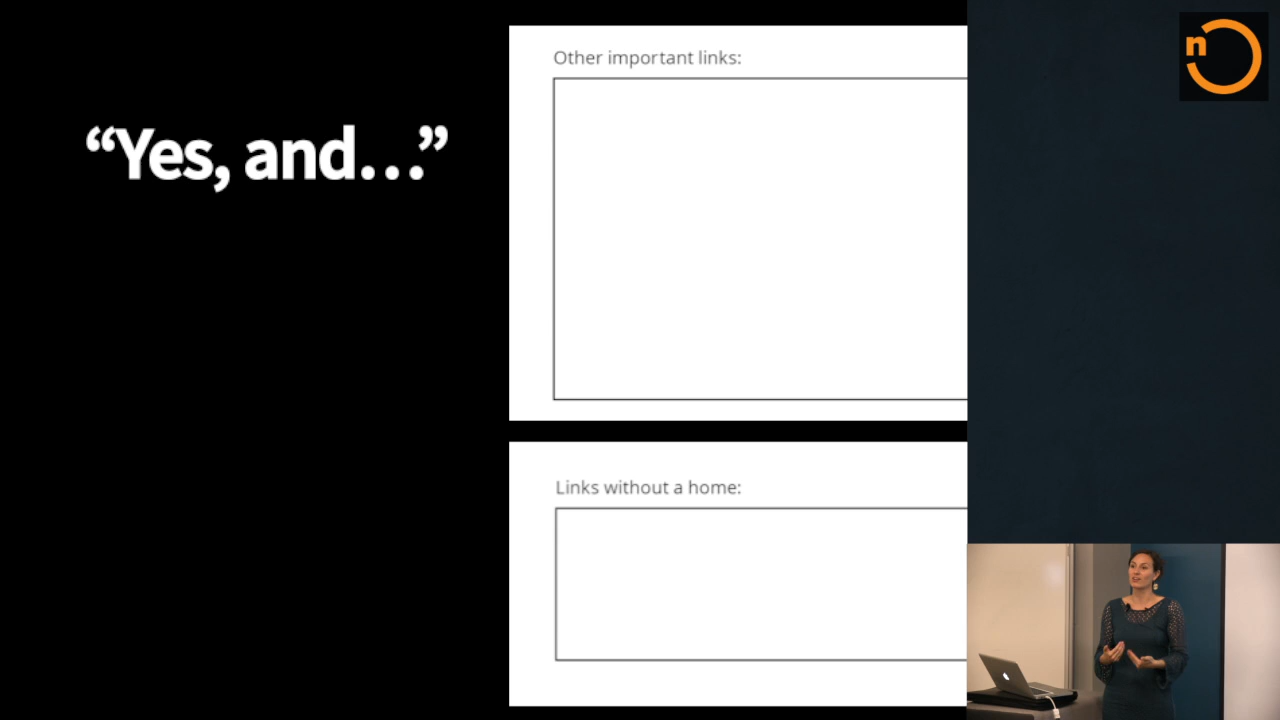 “Yes, and…”
Other important links:
Links without a home:
n